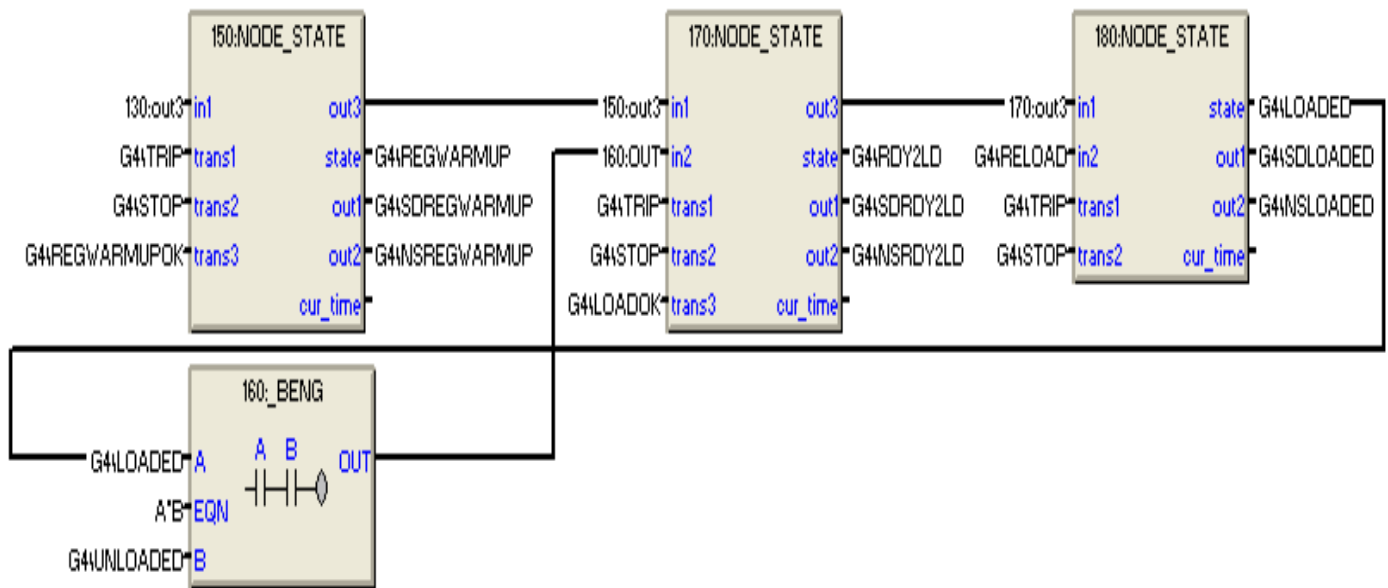 150:NODE_STATE
130:out3 in1 out3
G4\TRIP trans1 state G4\REGWARMUP
G4\STOP trans2 out1 G4\SDREGWARMUP
G4\REGWARMUPOK trans3 out2 G4\NSREGWARMUP
cur_time
170:NODE_STATE
150:out3 in1 out3
160:OUT in2 state G4\RDY2LD
G4\TRIP trans1 out1 G4\SDRDY2LD
G4\STOP trans2 out2 G4\NSRDY2LD
G4\LOADOK trans3 cur_time
180:NODE_STATE
170:out3 in1 state G4\LOADED
G4\RELOAD in2 out1 G4\SDLOADED
G4\TRIP trans1 out2 G4\NSLOADED
G4\STOP trans2 cur_time
160:_BENG
G4\LOADED A A B OUT
A*B EQN
G4\UNLOADED B